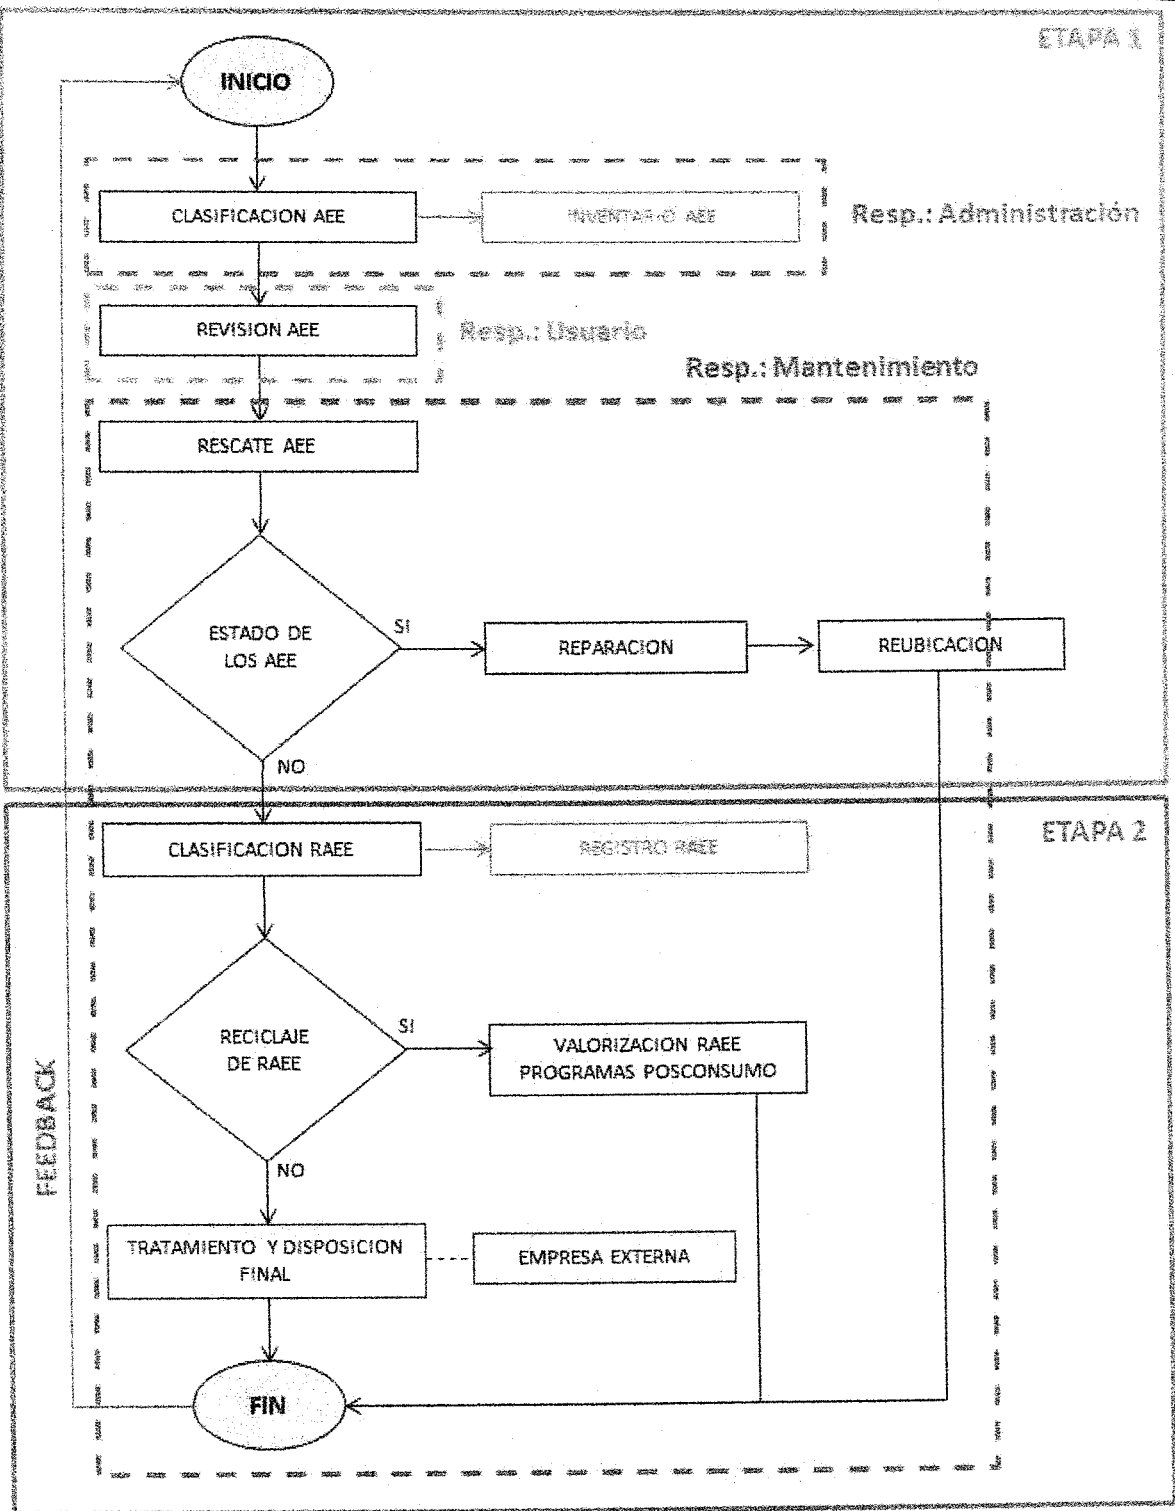 ETAPA 1
INICIO
CLASIFICACION AEE
INVENTARIO AEE
Resp.: Administración
REVISION AEE
Resp.: Usuario
Resp.: Mantenimiento
RESCATE AEE
ESTADO DE
LOS AEE
SI
REPARACION
REUBICACION
NO
ETAPA 2
CLASIFICACION RAEE
REGISTRO RAEE
RECICLAJE
DE RAEE
SI
VALORIZACION RAEE
PROGRAMAS POSCONSUMO
NO
FEEDBACK
TRATAMIENTO Y DISPOSICION
FINAL
EMPRESA EXTERNA
FIN